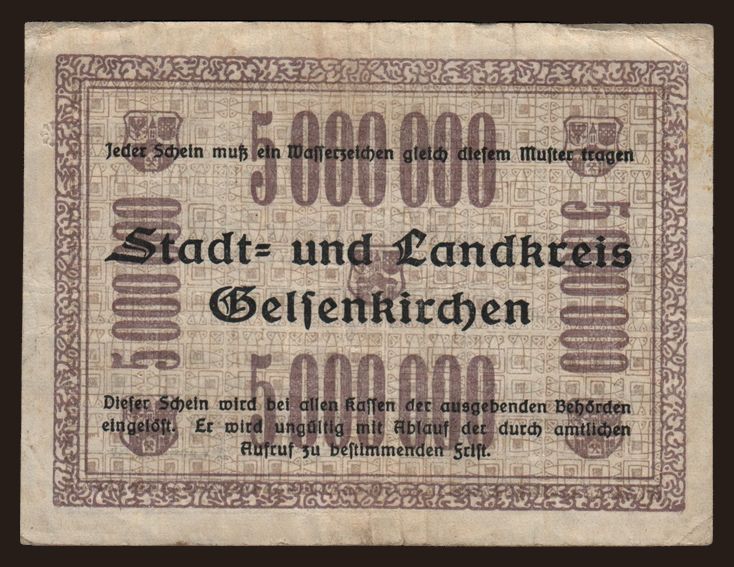 5 000 000
Jeder Schein muß ein Wasserzeichen gleich diesem Muster tragen
5 000 000
Stadt- und Landkreis
Gelsenkirchen
5 000 000
5 000 000
Dieser Schein wird bei allen Kassen der ausgebenden Behörden
eingelöst. Er wird ungültig mit Ablauf der durch amtlichen
Aufruf zu bestimmenden Frist.